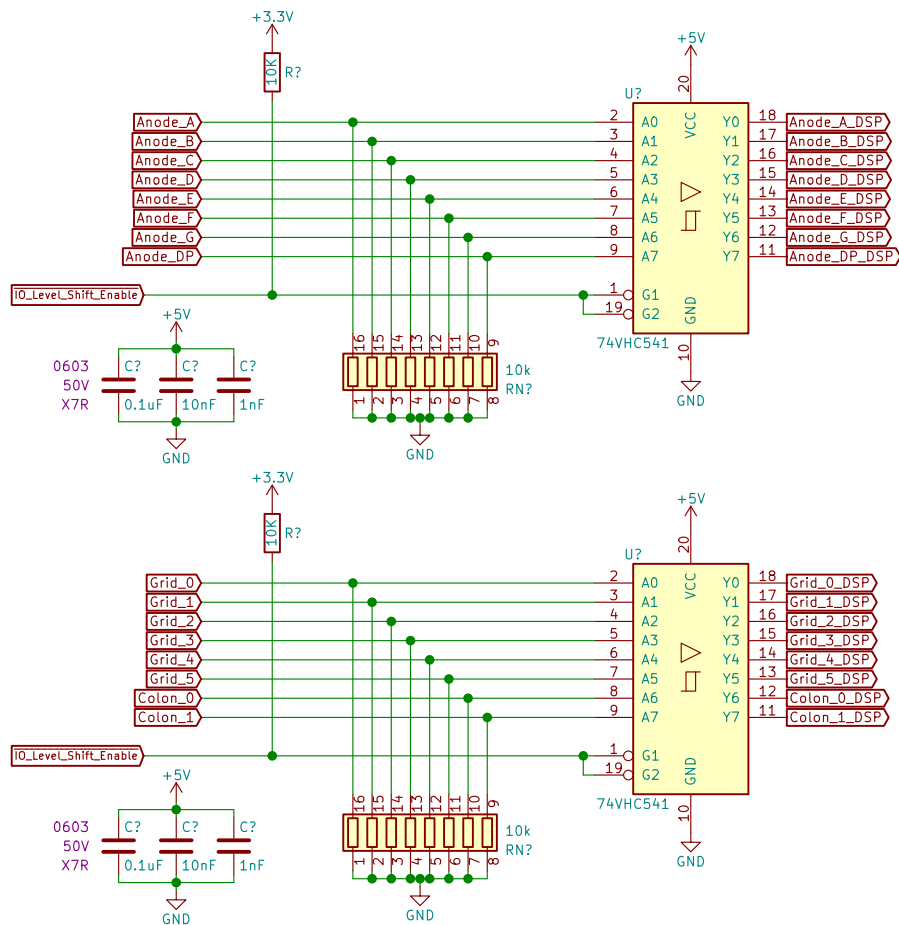 +3.3V
10K R?
+5V
20
U?
VCC
Anode_A 2 A0 Y0 18 Anode_A_DSP
Anode_B 3 A1 Y1 17 Anode_B_DSP
Anode_C 4 A2 Y2 16 Anode_C_DSP
Anode_D 5 A3 Y3 15 Anode_D_DSP
Anode_E 6 A4 Y4 14 Anode_E_DSP
Anode_F 7 A5 Y5 13 Anode_F_DSP
Anode_G 8 A6 Y6 12 Anode_G_DSP
Anode_DP 9 A7 Y7 11 Anode_DP_DSP
IO_Level_Shift_Enable 1 G1
19 G2
GND
74VHC541
10
GND
+5V
0603
50V
X7R
C? C? C?
0.1uF 10nF 1nF
GND
16 15 14 13 12 11 10 9
10k
RN?
1 2 3 4 5 6 7 8
GND
+3.3V
10K R?
+5V
20
U?
VCC
Grid_0 2 A0 Y0 18 Grid_0_DSP
Grid_1 3 A1 Y1 17 Grid_1_DSP
Grid_2 4 A2 Y2 16 Grid_2_DSP
Grid_3 5 A3 Y3 15 Grid_3_DSP
Grid_4 6 A4 Y4 14 Grid_4_DSP
Grid_5 7 A5 Y5 13 Grid_5_DSP
Colon_0 8 A6 Y6 12 Colon_0_DSP
Colon_1 9 A7 Y7 11 Colon_1_DSP
IO_Level_Shift_Enable 1 G1
19 G2
GND
74VHC541
10
GND
+5V
0603
50V
X7R
C? C? C?
0.1uF 10nF 1nF
GND
16 15 14 13 12 11 10 9
10k
RN?
1 2 3 4 5 6 7 8
GND